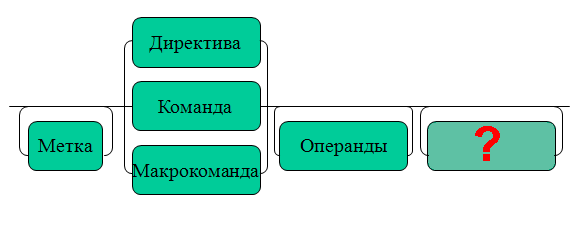 Директива
Команда
Метка
Операнды
?
Макрокоманда